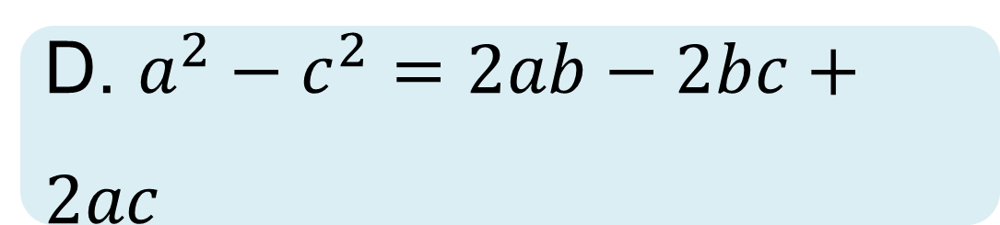 D. a² − c² = 2ab − 2bc +
2ac